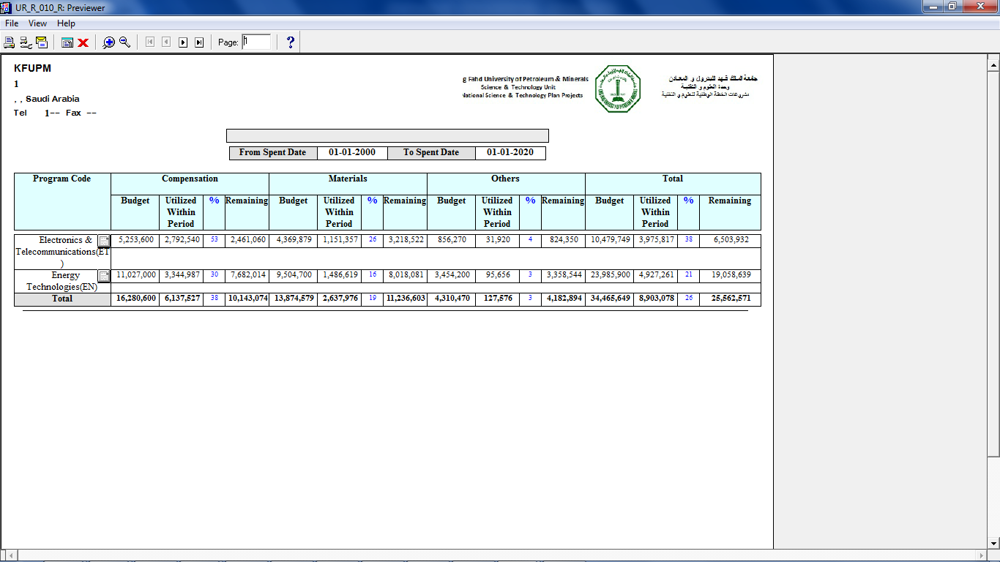 UR_R_010_R: Previewer
File View Help
Page: 1
KFUPM
1
, , Saudi Arabia
Tel 1-- Fax --
g Fahd University of Petroleum & Minerals
Science & Technology Unit
National Science & Technology Plan Projects
جامعة الملك فهد للبترول و المعادن
وحدة العلوم و التقنية
مشروعات الخطة الوطنية للعلوم و التقنية
From Spent Date 01-01-2000 To Spent Date 01-01-2020
Program Code Compensation Materials Others Total
Budget Utilized Within Period % Remaining Budget Utilized Within Period % Remaining Budget Utilized Within Period % Remaining Budget Utilized Within Period % Remaining
Electronics & 5,253,600 2,792,540 53 2,461,060 4,369,879 1,151,357 26 3,218,522 856,270 31,920 4 824,350 10,479,749 3,975,817 38 6,503,932
Telecommunications(ET
)
Energy 11,027,000 3,344,987 30 7,682,014 9,504,700 1,486,619 16 8,018,081 3,454,200 95,656 3 3,358,544 23,985,900 4,927,261 21 19,058,639
Technologies(EN)
Total 16,280,600 6,137,527 38 10,143,074 13,874,579 2,637,976 19 11,236,603 4,310,470 127,576 3 4,182,894 34,465,649 8,903,078 26 25,562,571